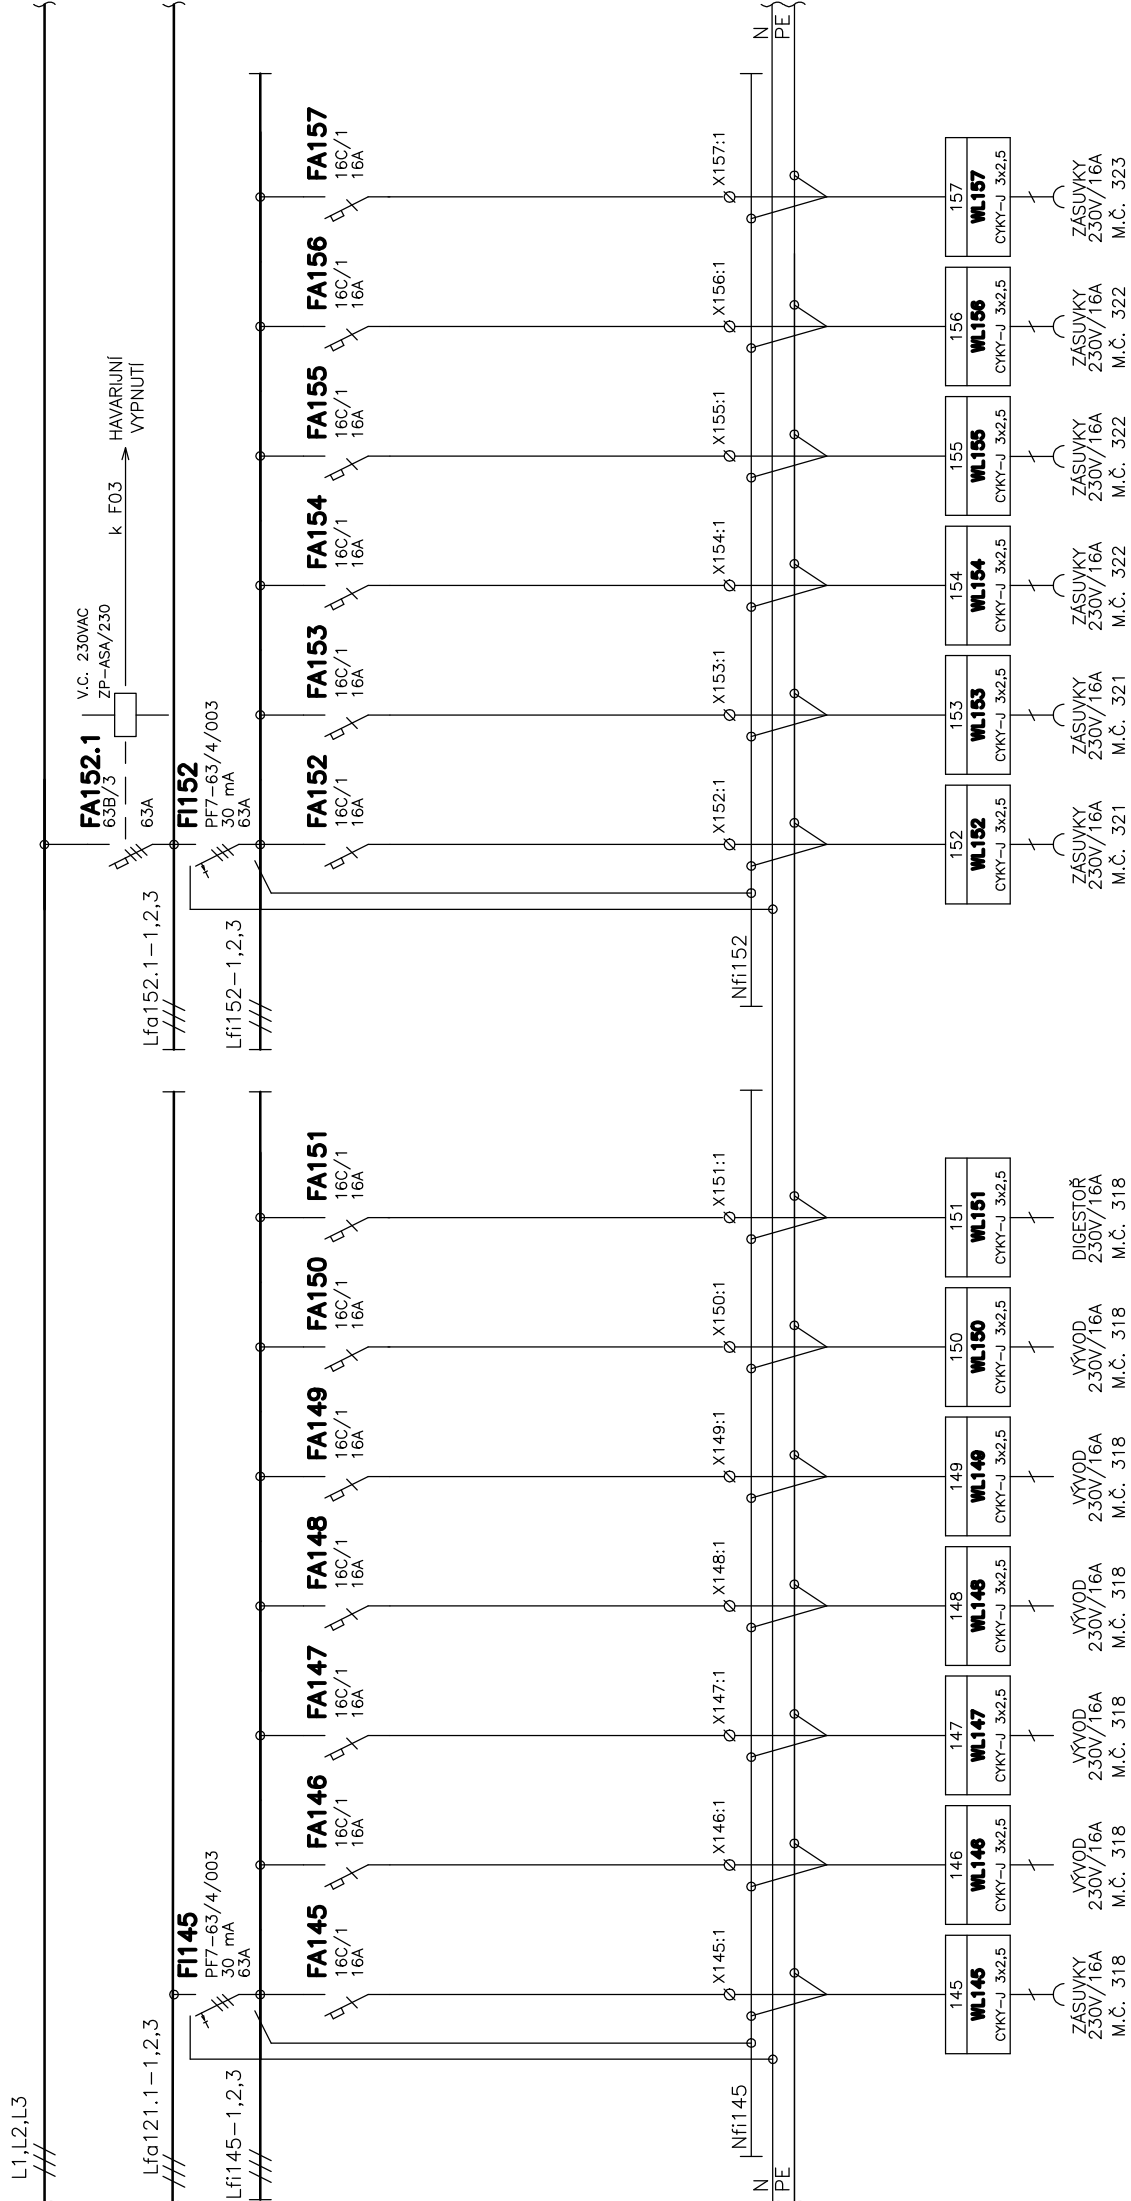 L1,L2,L3
Lfa121.1-1,2,3
Lfi145-1,2,3
FI145
PF7-63/4/003
30 mA
63A
FA145
16C/1
16A
FA146
16C/1
16A
FA147
16C/1
16A
FA148
16C/1
16A
FA149
16C/1
16A
FA150
16C/1
16A
FA151
16C/1
16A
X145:1
X146:1
X147:1
X148:1
X149:1
X150:1
X151:1
Nfi145
N
PE
145
WL145
CYKY-J 3x2,5
ZÁSUVKY
230V/16A
M.Č. 318
146
WL146
CYKY-J 3x2,5
VÝVOD
230V/16A
M.Č. 318
147
WL147
CYKY-J 3x2,5
VÝVOD
230V/16A
M.Č. 318
148
WL148
CYKY-J 3x2,5
VÝVOD
230V/16A
M.Č. 318
149
WL149
CYKY-J 3x2,5
VÝVOD
230V/16A
M.Č. 318
150
WL150
CYKY-J 3x2,5
VÝVOD
230V/16A
M.Č. 318
151
WL151
CYKY-J 3x2,5
DIGESTOŘ
230V/16A
M.Č. 318
FA152.1
63B/3
63A
V.C. 230VAC
ZP-ASA/230
k F03
HAVARIJNÍ
VYPNUTÍ
Lfa152.1-1,2,3
FI152
PF7-63/4/003
30 mA
63A
Lfi152-1,2,3
FA152
16C/1
16A
FA153
16C/1
16A
FA154
16C/1
16A
FA155
16C/1
16A
FA156
16C/1
16A
FA157
16C/1
16A
X152:1
X153:1
X154:1
X155:1
X156:1
X157:1
Nfi152
N
PE
152
WL152
CYKY-J 3x2,5
ZÁSUVKY
230V/16A
M.Č. 321
153
WL153
CYKY-J 3x2,5
ZÁSUVKY
230V/16A
M.Č. 321
154
WL154
CYKY-J 3x2,5
ZÁSUVKY
230V/16A
M.Č. 322
155
WL155
CYKY-J 3x2,5
ZÁSUVKY
230V/16A
M.Č. 322
156
WL156
CYKY-J 3x2,5
ZÁSUVKY
230V/16A
M.Č. 322
157
WL157
CYKY-J 3x2,5
ZÁSUVKY
230V/16A
M.Č. 323